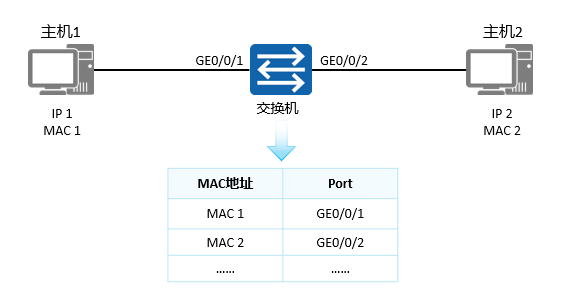 主机1
主机2
GE0/0/1
GE0/0/2
IP 1
MAC 1
交换机
IP 2
MAC 2
MAC地址 Port
MAC 1 GE0/0/1
MAC 2 GE0/0/2
...... ......